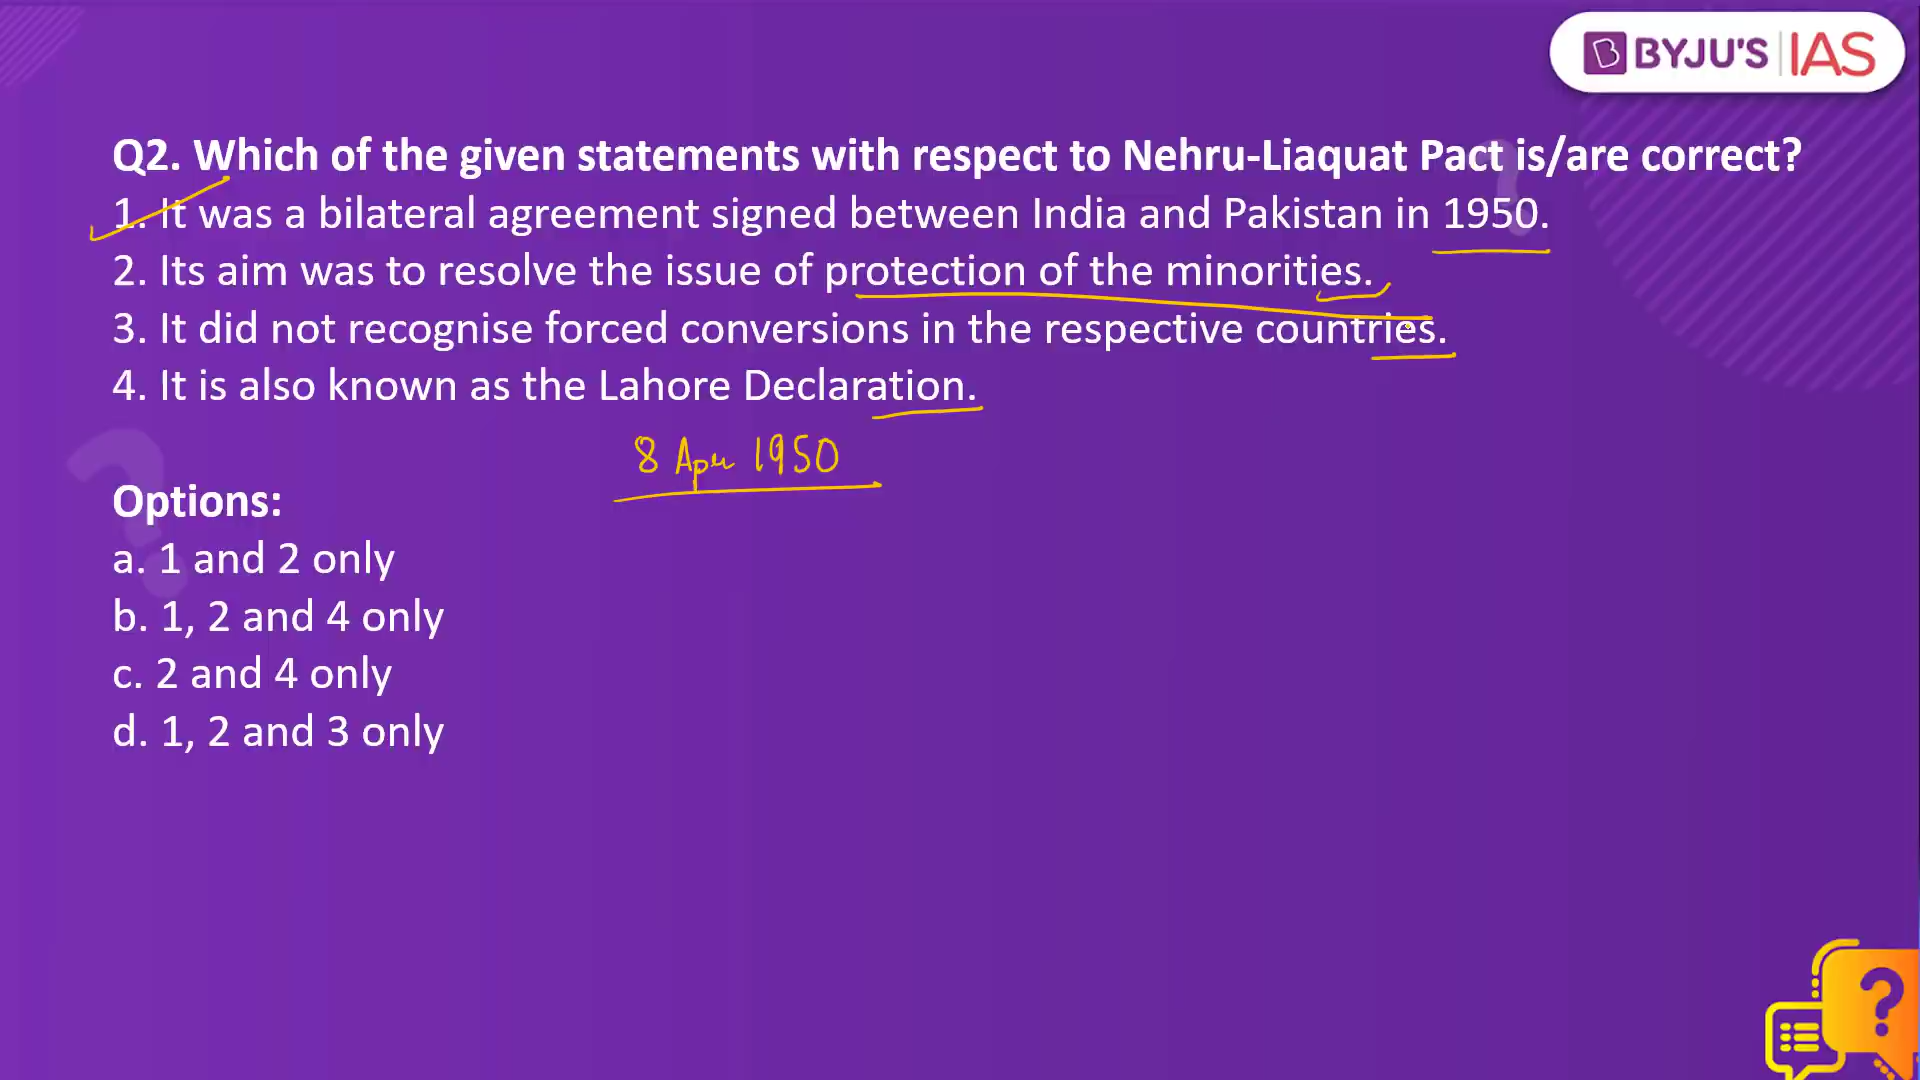 BYJU'S IAS
Q2. Which of the given statements with respect to Nehru-Liaquat Pact is/are correct?
1. It was a bilateral agreement signed between India and Pakistan in 1950.
2. Its aim was to resolve the issue of protection of the minorities.
3. It did not recognise forced conversions in the respective countries.
4. It is also known as the Lahore Declaration.
8 Apr 1950
Options:
a. 1 and 2 only
b. 1, 2 and 4 only
c. 2 and 4 only
d. 1, 2 and 3 only